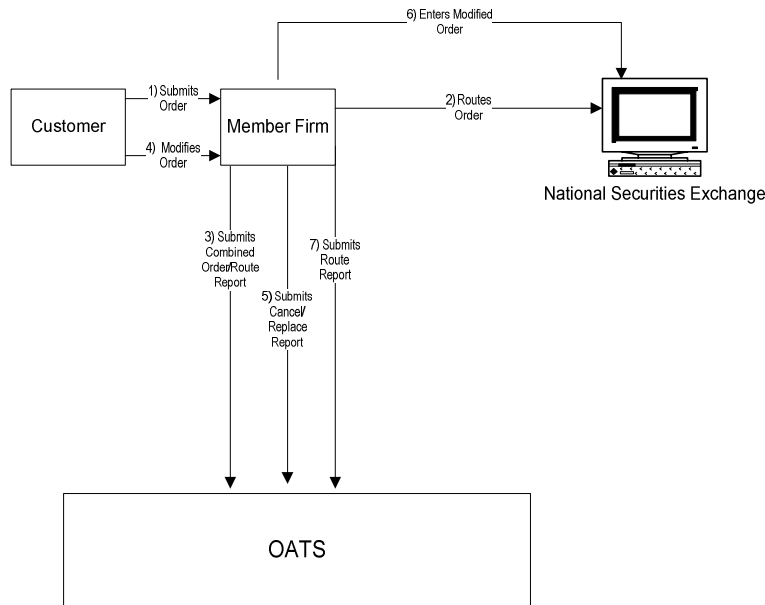 6) Enters Modified
Order
1) Submits
Order
2) Routes
Order
Customer
Member Firm
4) Modifies
Order
National Securities Exchange
3) Submits
Combined
Order/Route
Report
7) Submits
Route
Report
5) Submits
Cancel/
Replace
Report
OATS